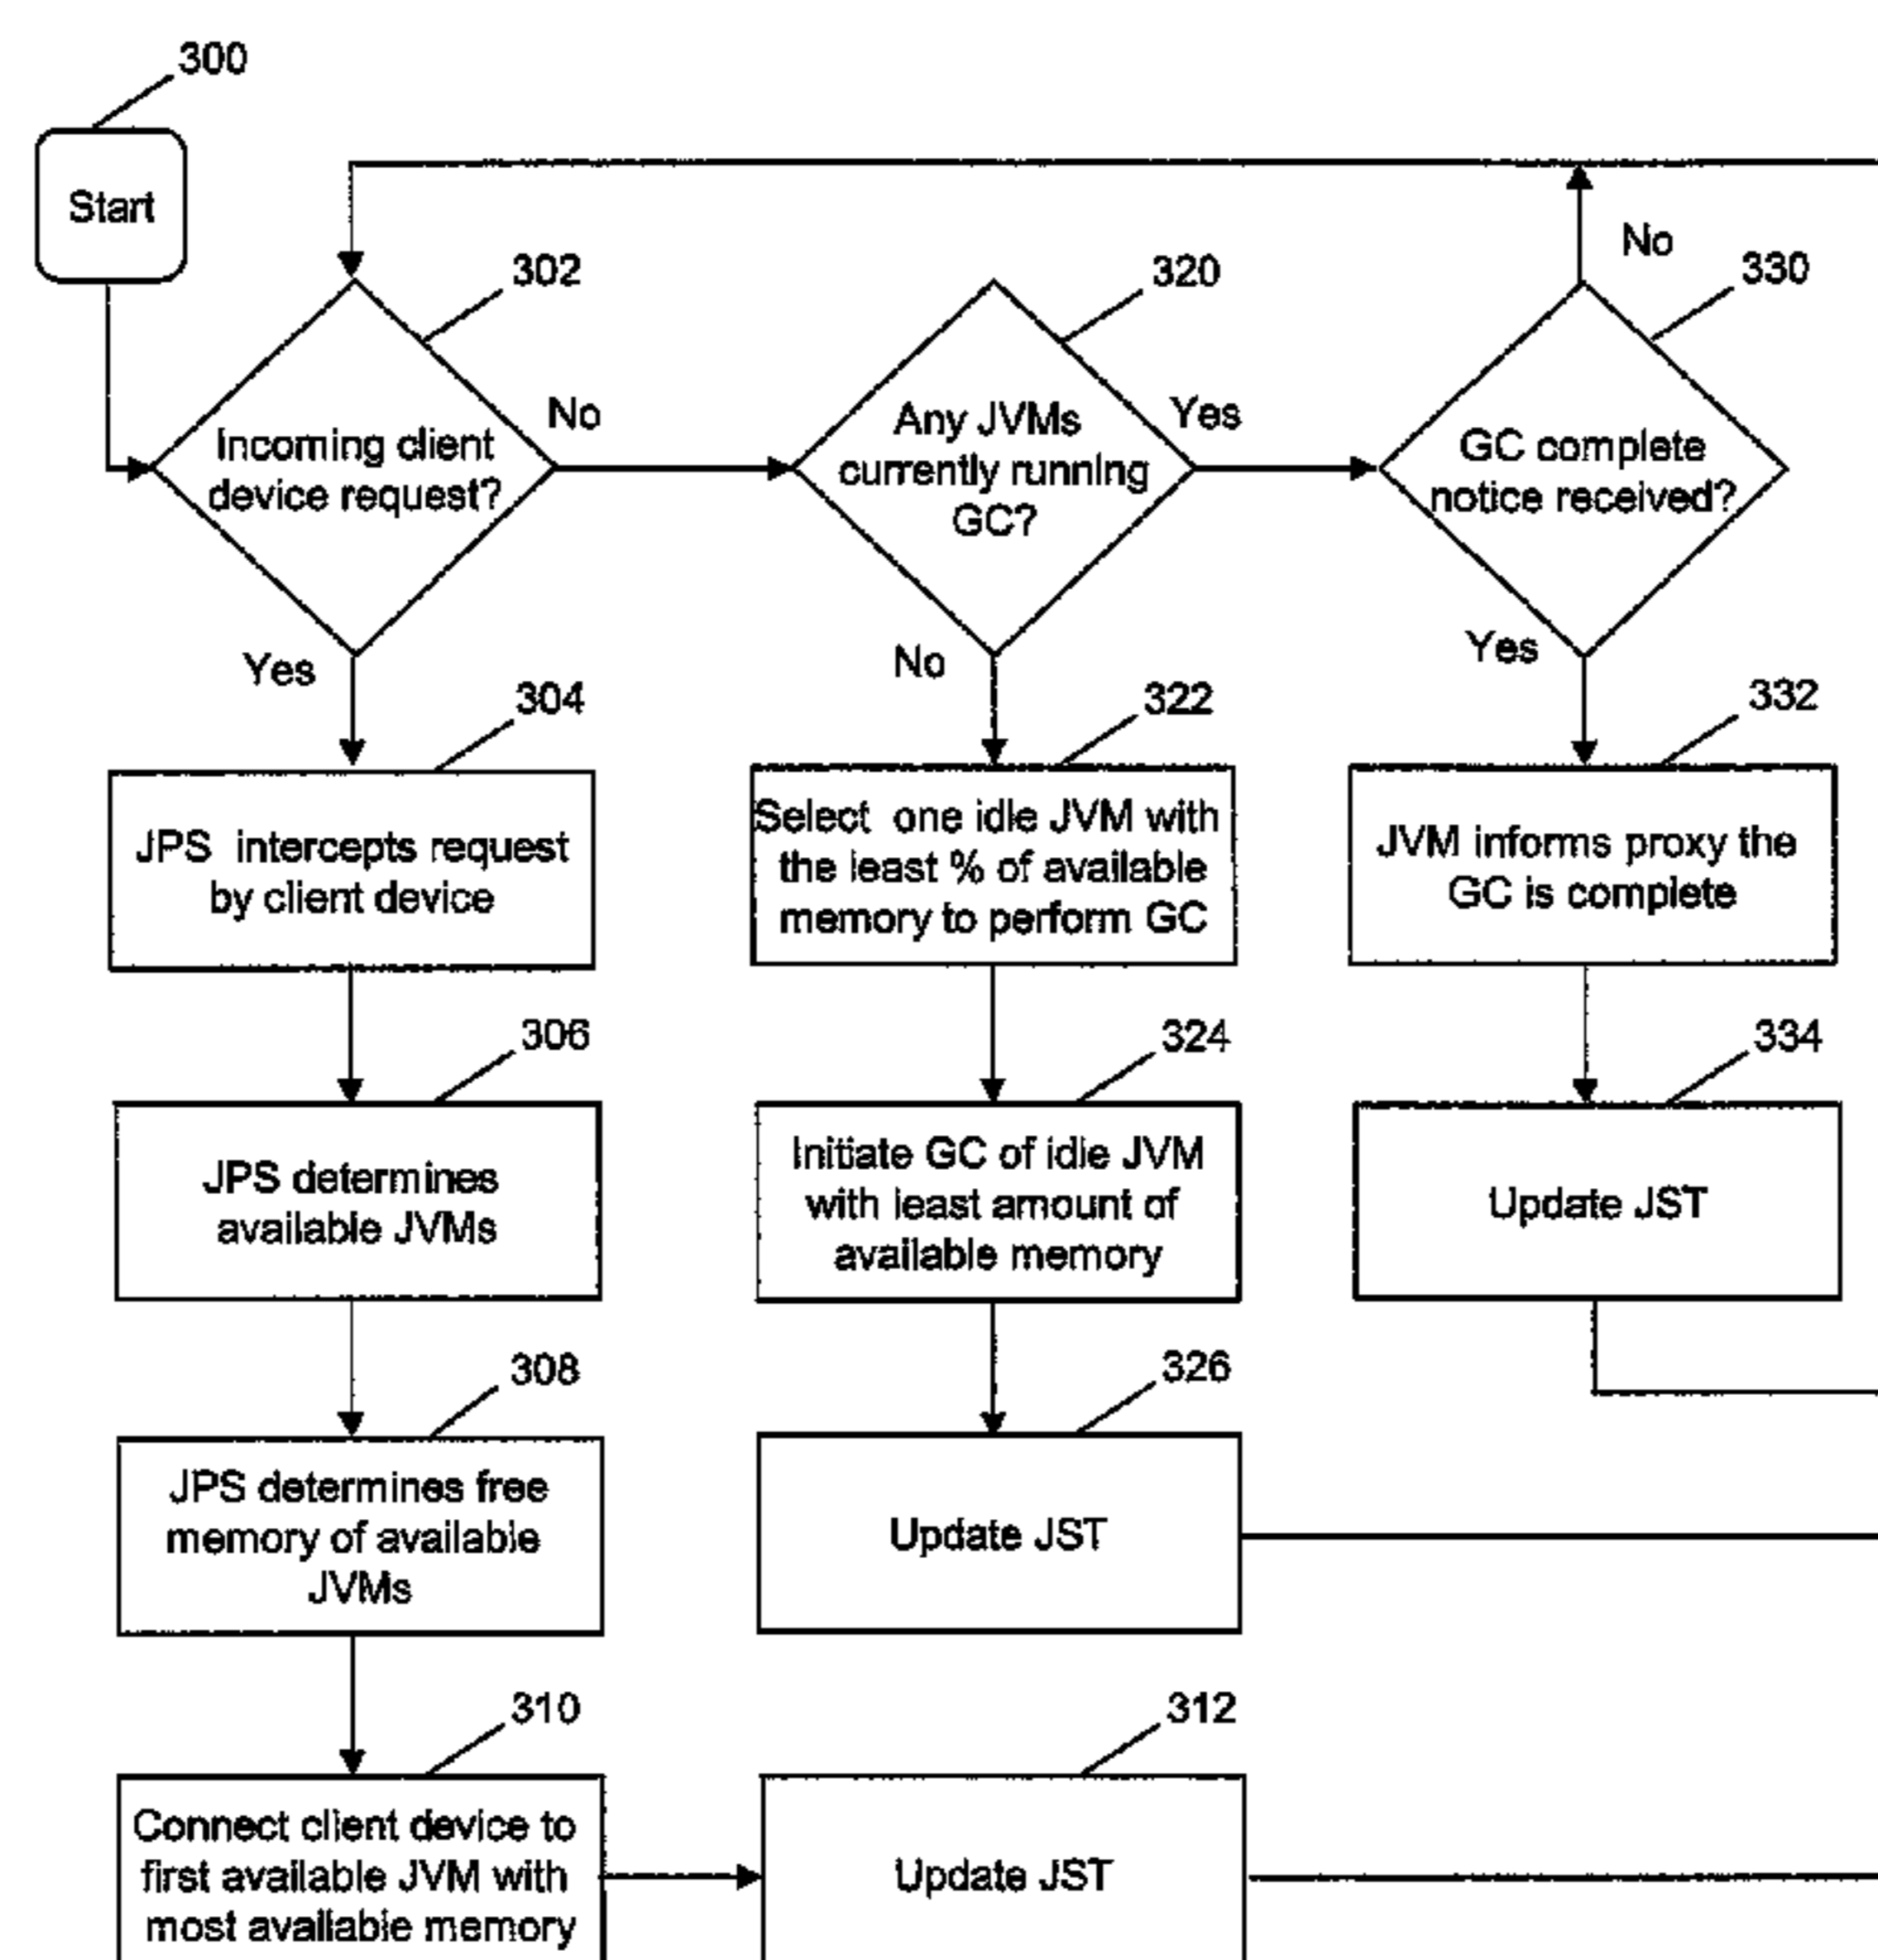 300
Start
302
Incoming client
device request?
No
Yes
320
Any JVMs
currently running
GC?
Yes
No
330
No
GC complete
notice received?
Yes
304
JPS intercepts request
by client device
322
Select one idle JVM with
the least % of available
memory to perform GC
332
JVM informs proxy the
GC is complete
306
JPS determines
available JVMs
324
Initiate GC of idle JVM
with least amount of
available memory
334
Update JST
308
JPS determines free
memory of available
JVMs
326
Update JST
310
Connect client device to
first available JVM with
most available memory
312
Update JST